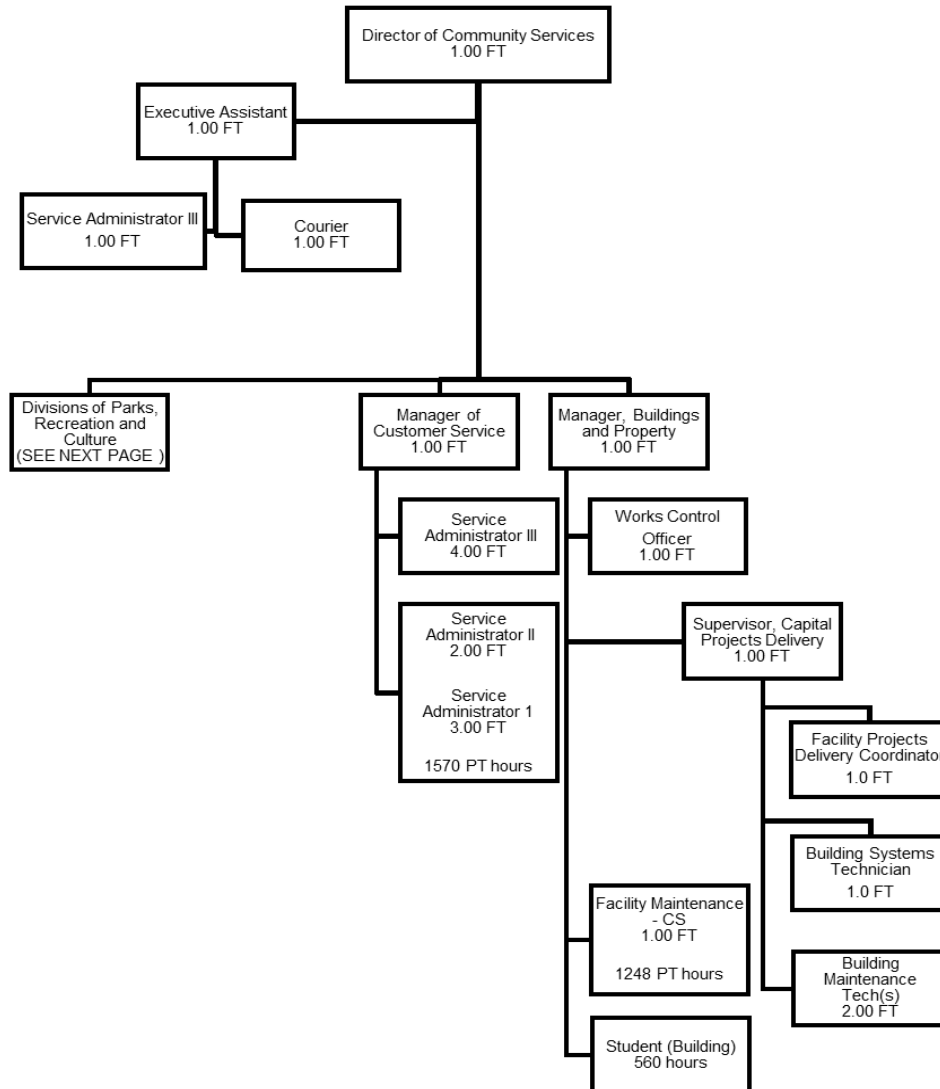 Director of Community Services
1.00 FT
Executive Assistant
1.00 FT
Service Administrator III
1.00 FT
Courier
1.00 FT
Divisions of Parks,
Recreation and
Culture
(SEE NEXT PAGE )
Manager of
Customer Service
1.00 FT
Manager, Buildings
and Property
1.00 FT
Service
Administrator III
4.00 FT
Works Control
Officer
1.00 FT
Service
Administrator II
2.00 FT
Service
Administrator 1
3.00 FT
1570 PT hours
Supervisor, Capital
Projects Delivery
1.00 FT
Facility Projects
Delivery Coordinator
1.0 FT
Building Systems
Technician
1.0 FT
Facility Maintenance
- CS
1.00 FT
1248 PT hours
Building
Maintenance
Tech(s)
2.00 FT
Student (Building)
560 hours